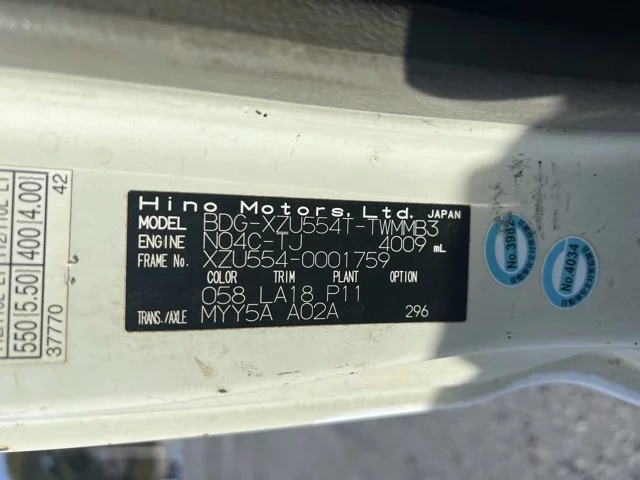 Hino Motors, Ltd. JAPAN
MODEL BDG-XZU554T-TWMMB3
ENGINE N04C-TJ 4009 mL
FRAME No. XZU554-0001759
COLOR TRIM PLANT OPTION
058 LA18 P11
TRANS./AXLE MYY5A A02A 296
550(5.50) 400(4.00)
37770 42
No.398
No.4034